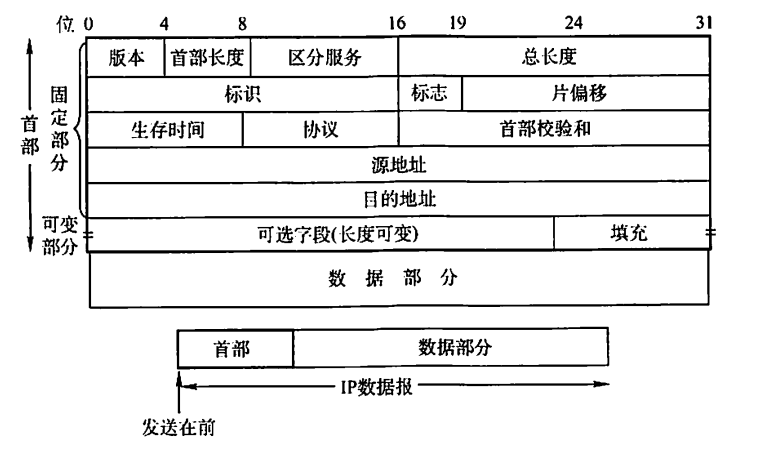 位 0 4 8 16 19 24 31
版本 首部长度 区分服务 总长度
标识 标志 片偏移
生存时间 协议 首部校验和
源地址
目的地址
可选字段(长度可变) 填充
数据部分
首部
固定部分
可变部分
首部 数据部分
IP数据报
发送在前